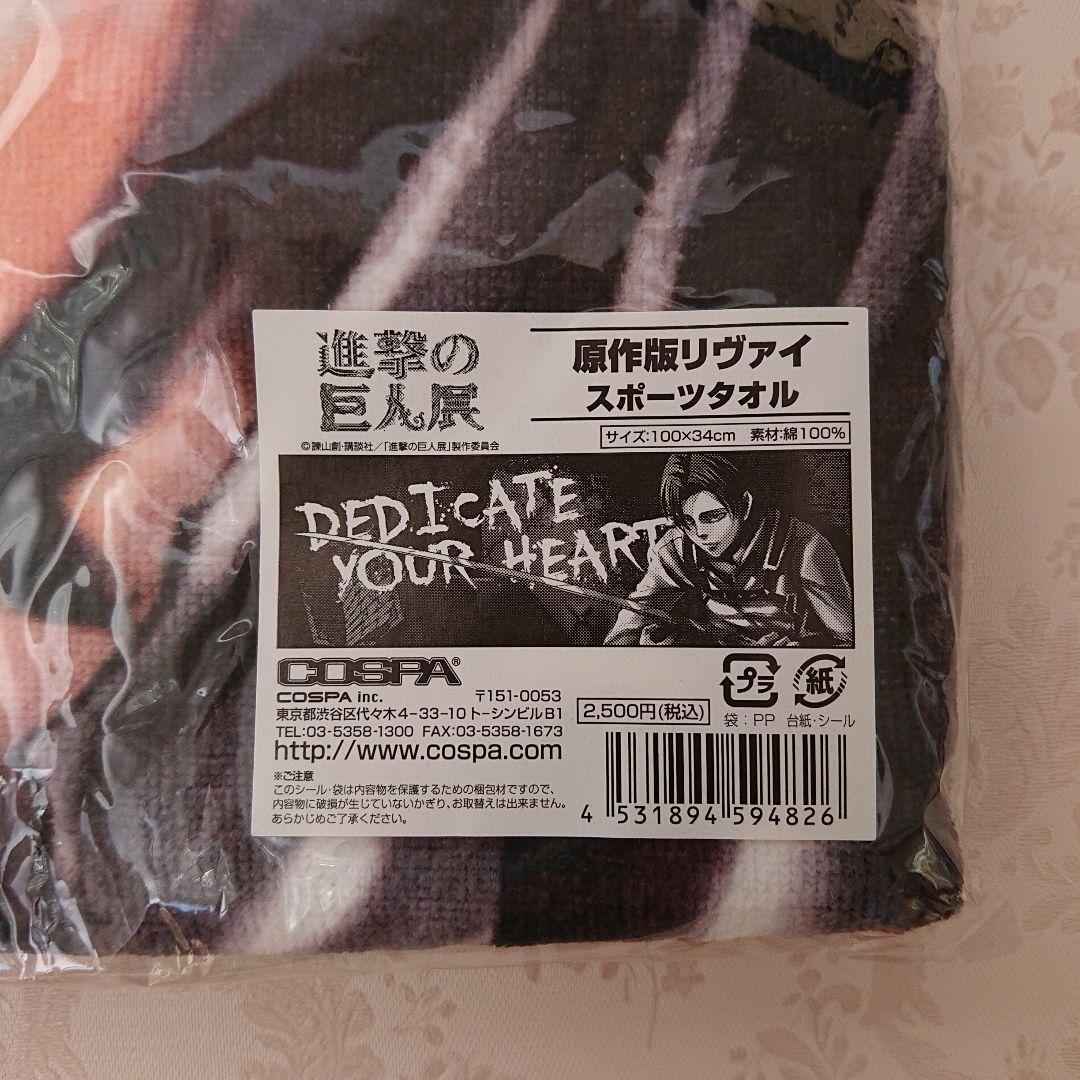 進撃の
巨人展
©諫山創・講談社/「進撃の巨人展」製作委員会
原作版リヴァイ
スポーツタオル
サイズ:100×34cm 素材:綿100%
DEDICATE
YOUR HEART
COSPA®
COSPA inc. 〒151-0053
東京都渋谷区代々木4-33-10 トーシンビルB1
TEL:03-5358-1300 FAX:03-5358-1673
http://www.cospa.com
※ご注意
このシール・袋は内容物を保護するための梱包材ですので、
内容物に破損が生じていないかぎり、お取替えは出来ません。
あらかじめご了承ください。
2,500円(税込)
プラ 紙
袋:PP 台紙・シール
4 531894 594826